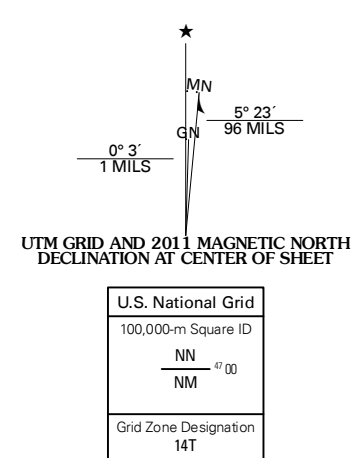 ★
MN
5° 23´
96 MILS
GN
0° 3´
1 MILS
UTM GRID AND 2011 MAGNETIC NORTH
DECLINATION AT CENTER OF SHEET
U.S. National Grid
100,000-m Square ID
NN
47 00
NM
Grid Zone Designation
14T